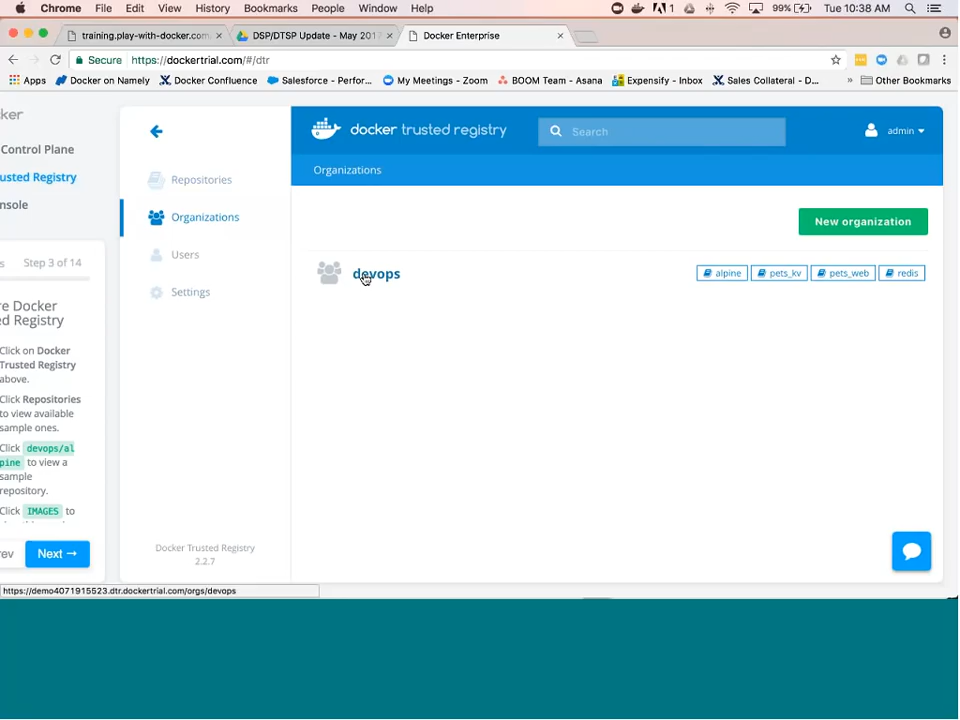 Chrome File Edit View History Bookmarks People Window Help 1 99% Tue 10:38 AM
training.play-with-docker.com DSP/DTSP Update - May 2017 Docker Enterprise
Secure https://dockertrial.com/#/dtr
Apps Docker on Namely Docker Confluence Salesforce - Perfor... My Meetings - Zoom BOOM Team - Asana Expensify - Inbox Sales Collateral - D... » Other Bookmarks
ker
Control Plane
usted Registry
nsole
s Step 3 of 14
re Docker
ed Registry
Click on Docker
Trusted Registry
above.
Click Repositories
to view available
sample ones.
Click devops/al
pine to view a
sample
repository.
Click IMAGES to
ev Next →
Repositories
Organizations
Users
Settings
Docker Trusted Registry
2.2.7
docker trusted registry Search admin
Organizations
New organization
devops alpine pets_kv pets_web redis
https://demo4071915523.dtr.dockertrial.com/orgs/devops